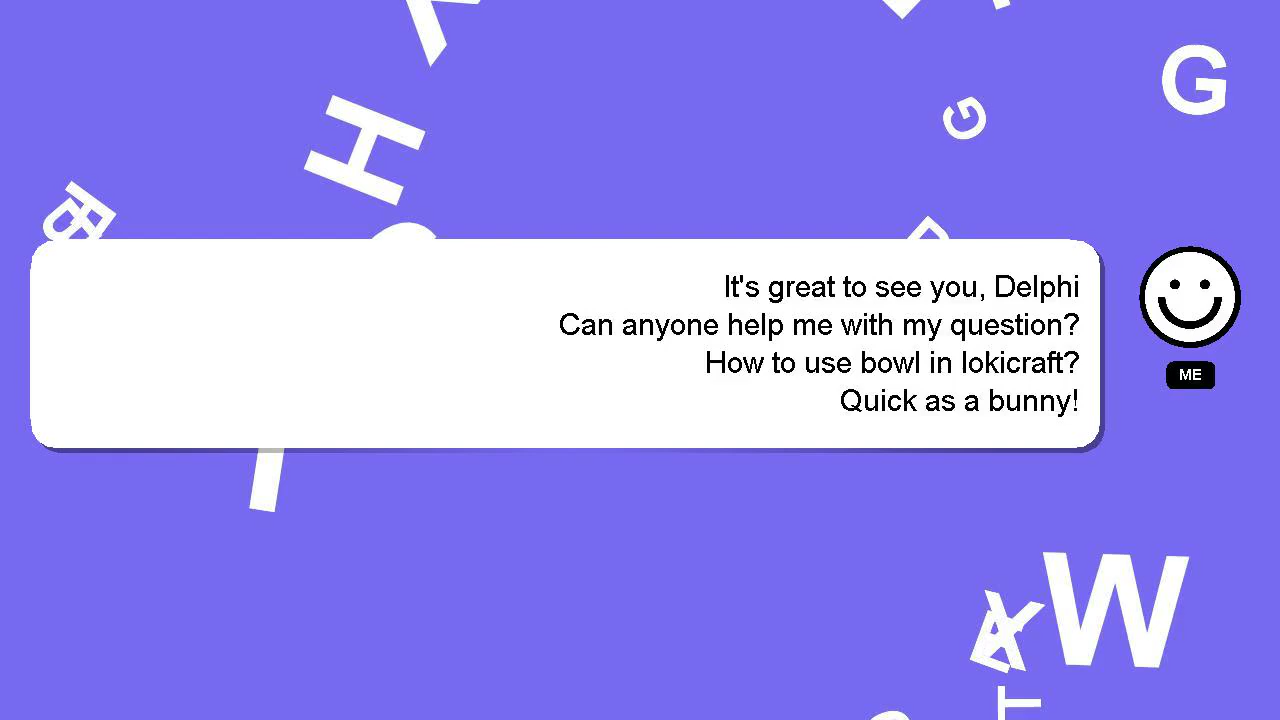 G
H
G
It's great to see you, Delphi
Can anyone help me with my question?
How to use bowl in lokicraft?
Quick as a bunny!
ME
W
T